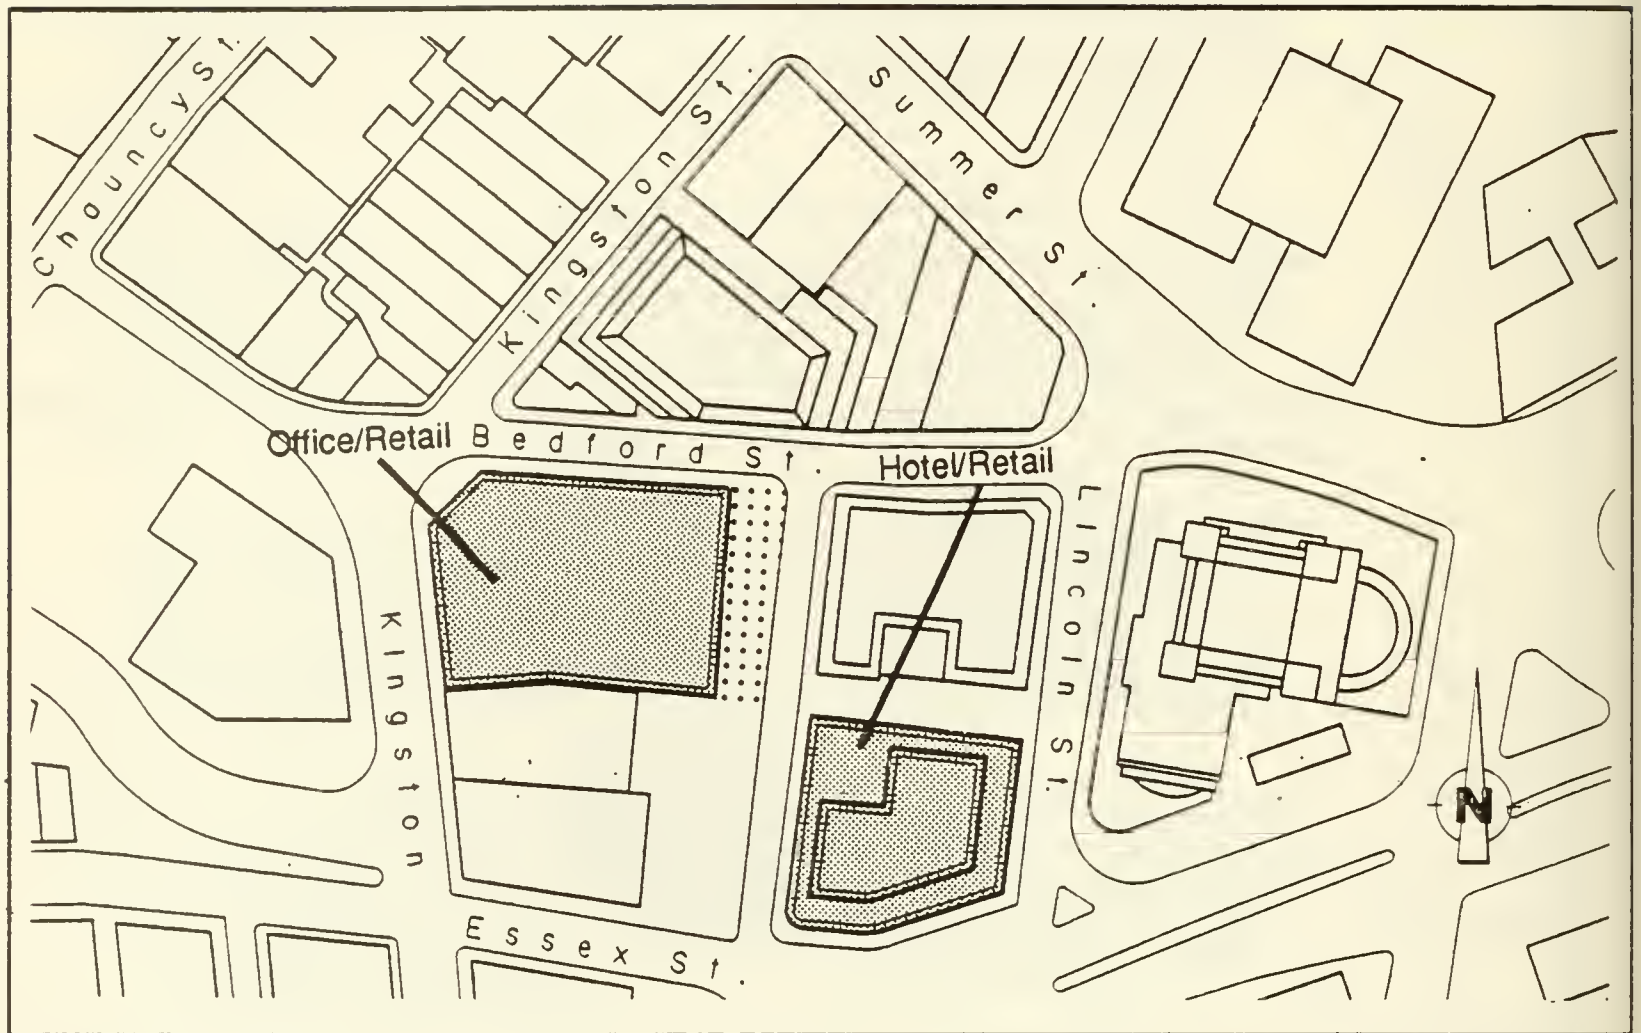 Chauncy St.
Kingston St.
Summer St.
Office/Retail
Bedford St.
Hotel/Retail
Lincoln St.
Kingston
N
Essex St.